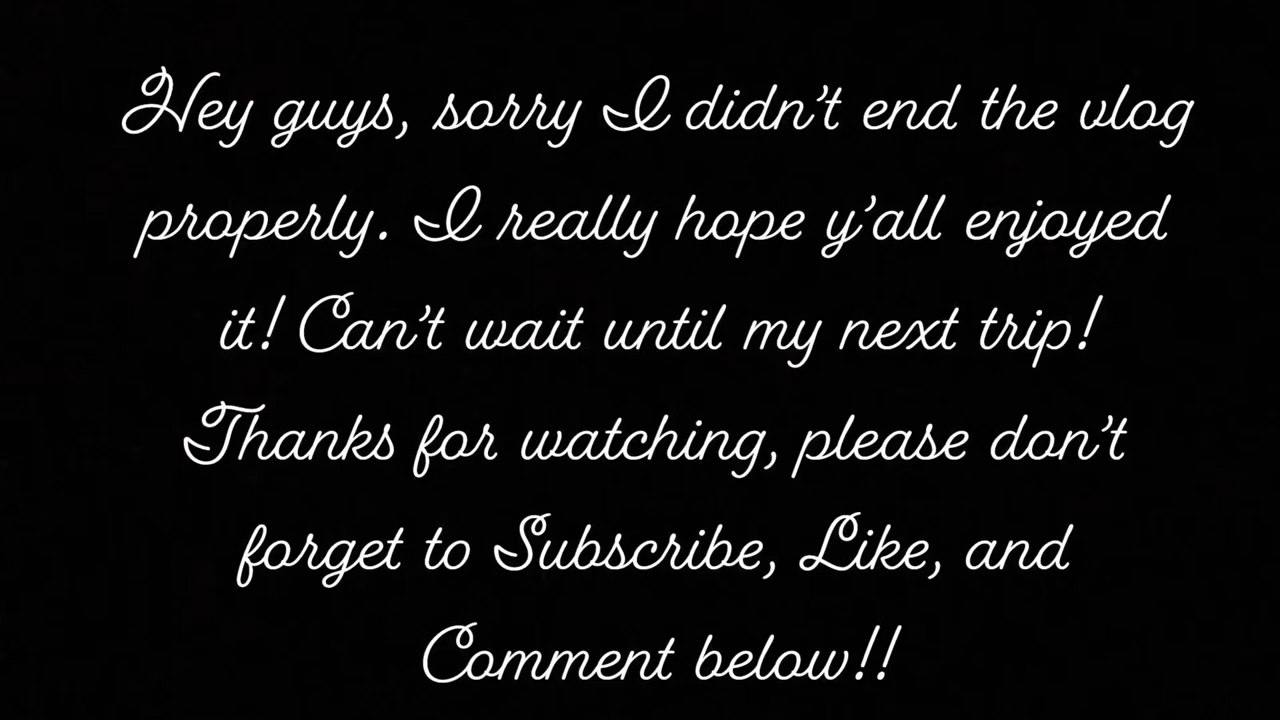 Hey guys, sorry I didn't end the vlog
properly. I really hope y'all enjoyed
it! Can't wait until my next trip!
Thanks for watching, please don't
forget to Subscribe, Like, and
Comment below!!